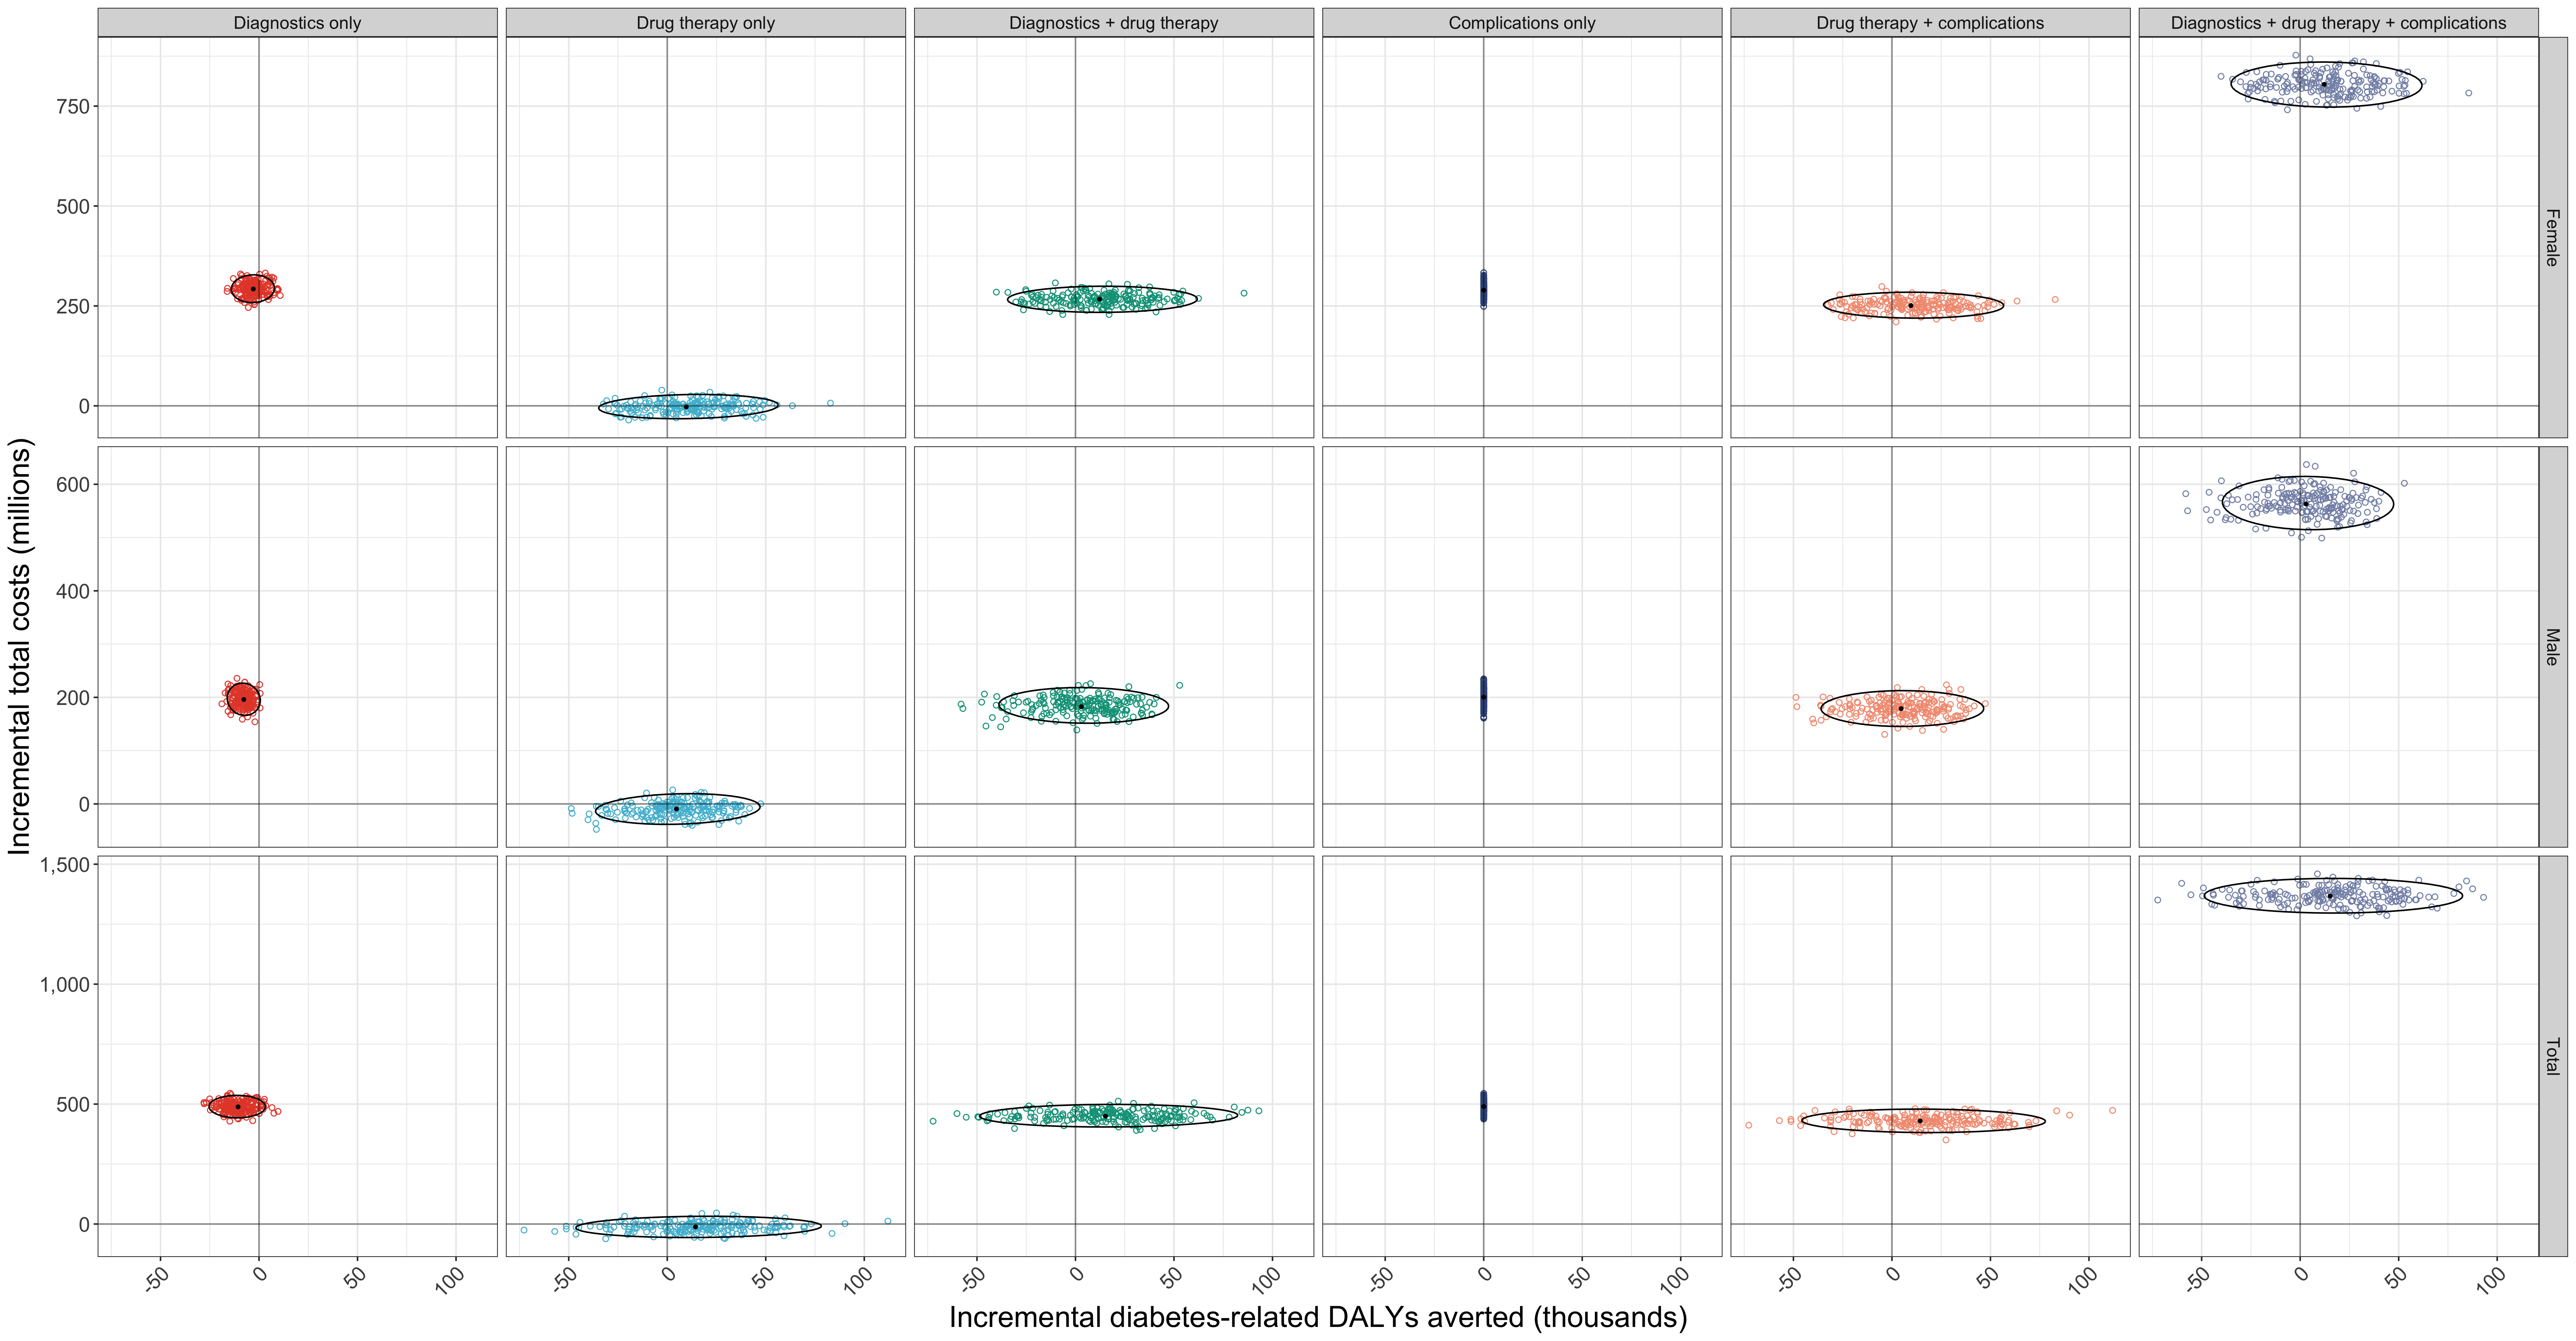 Diagnostics only
Drug therapy only
Diagnostics + drug therapy
Complications only
Drug therapy + complications
Diagnostics + drug therapy + complications
Incremental total costs (millions)
750
500
250
0
Female
600
400
200
0
Male
1,500
1,000
500
0
Total
-50 0 50 100
-50 0 50 100
-50 0 50 100
-50 0 50 100
-50 0 50 100
-50 0 50 100
Incremental diabetes-related DALYs averted (thousands)